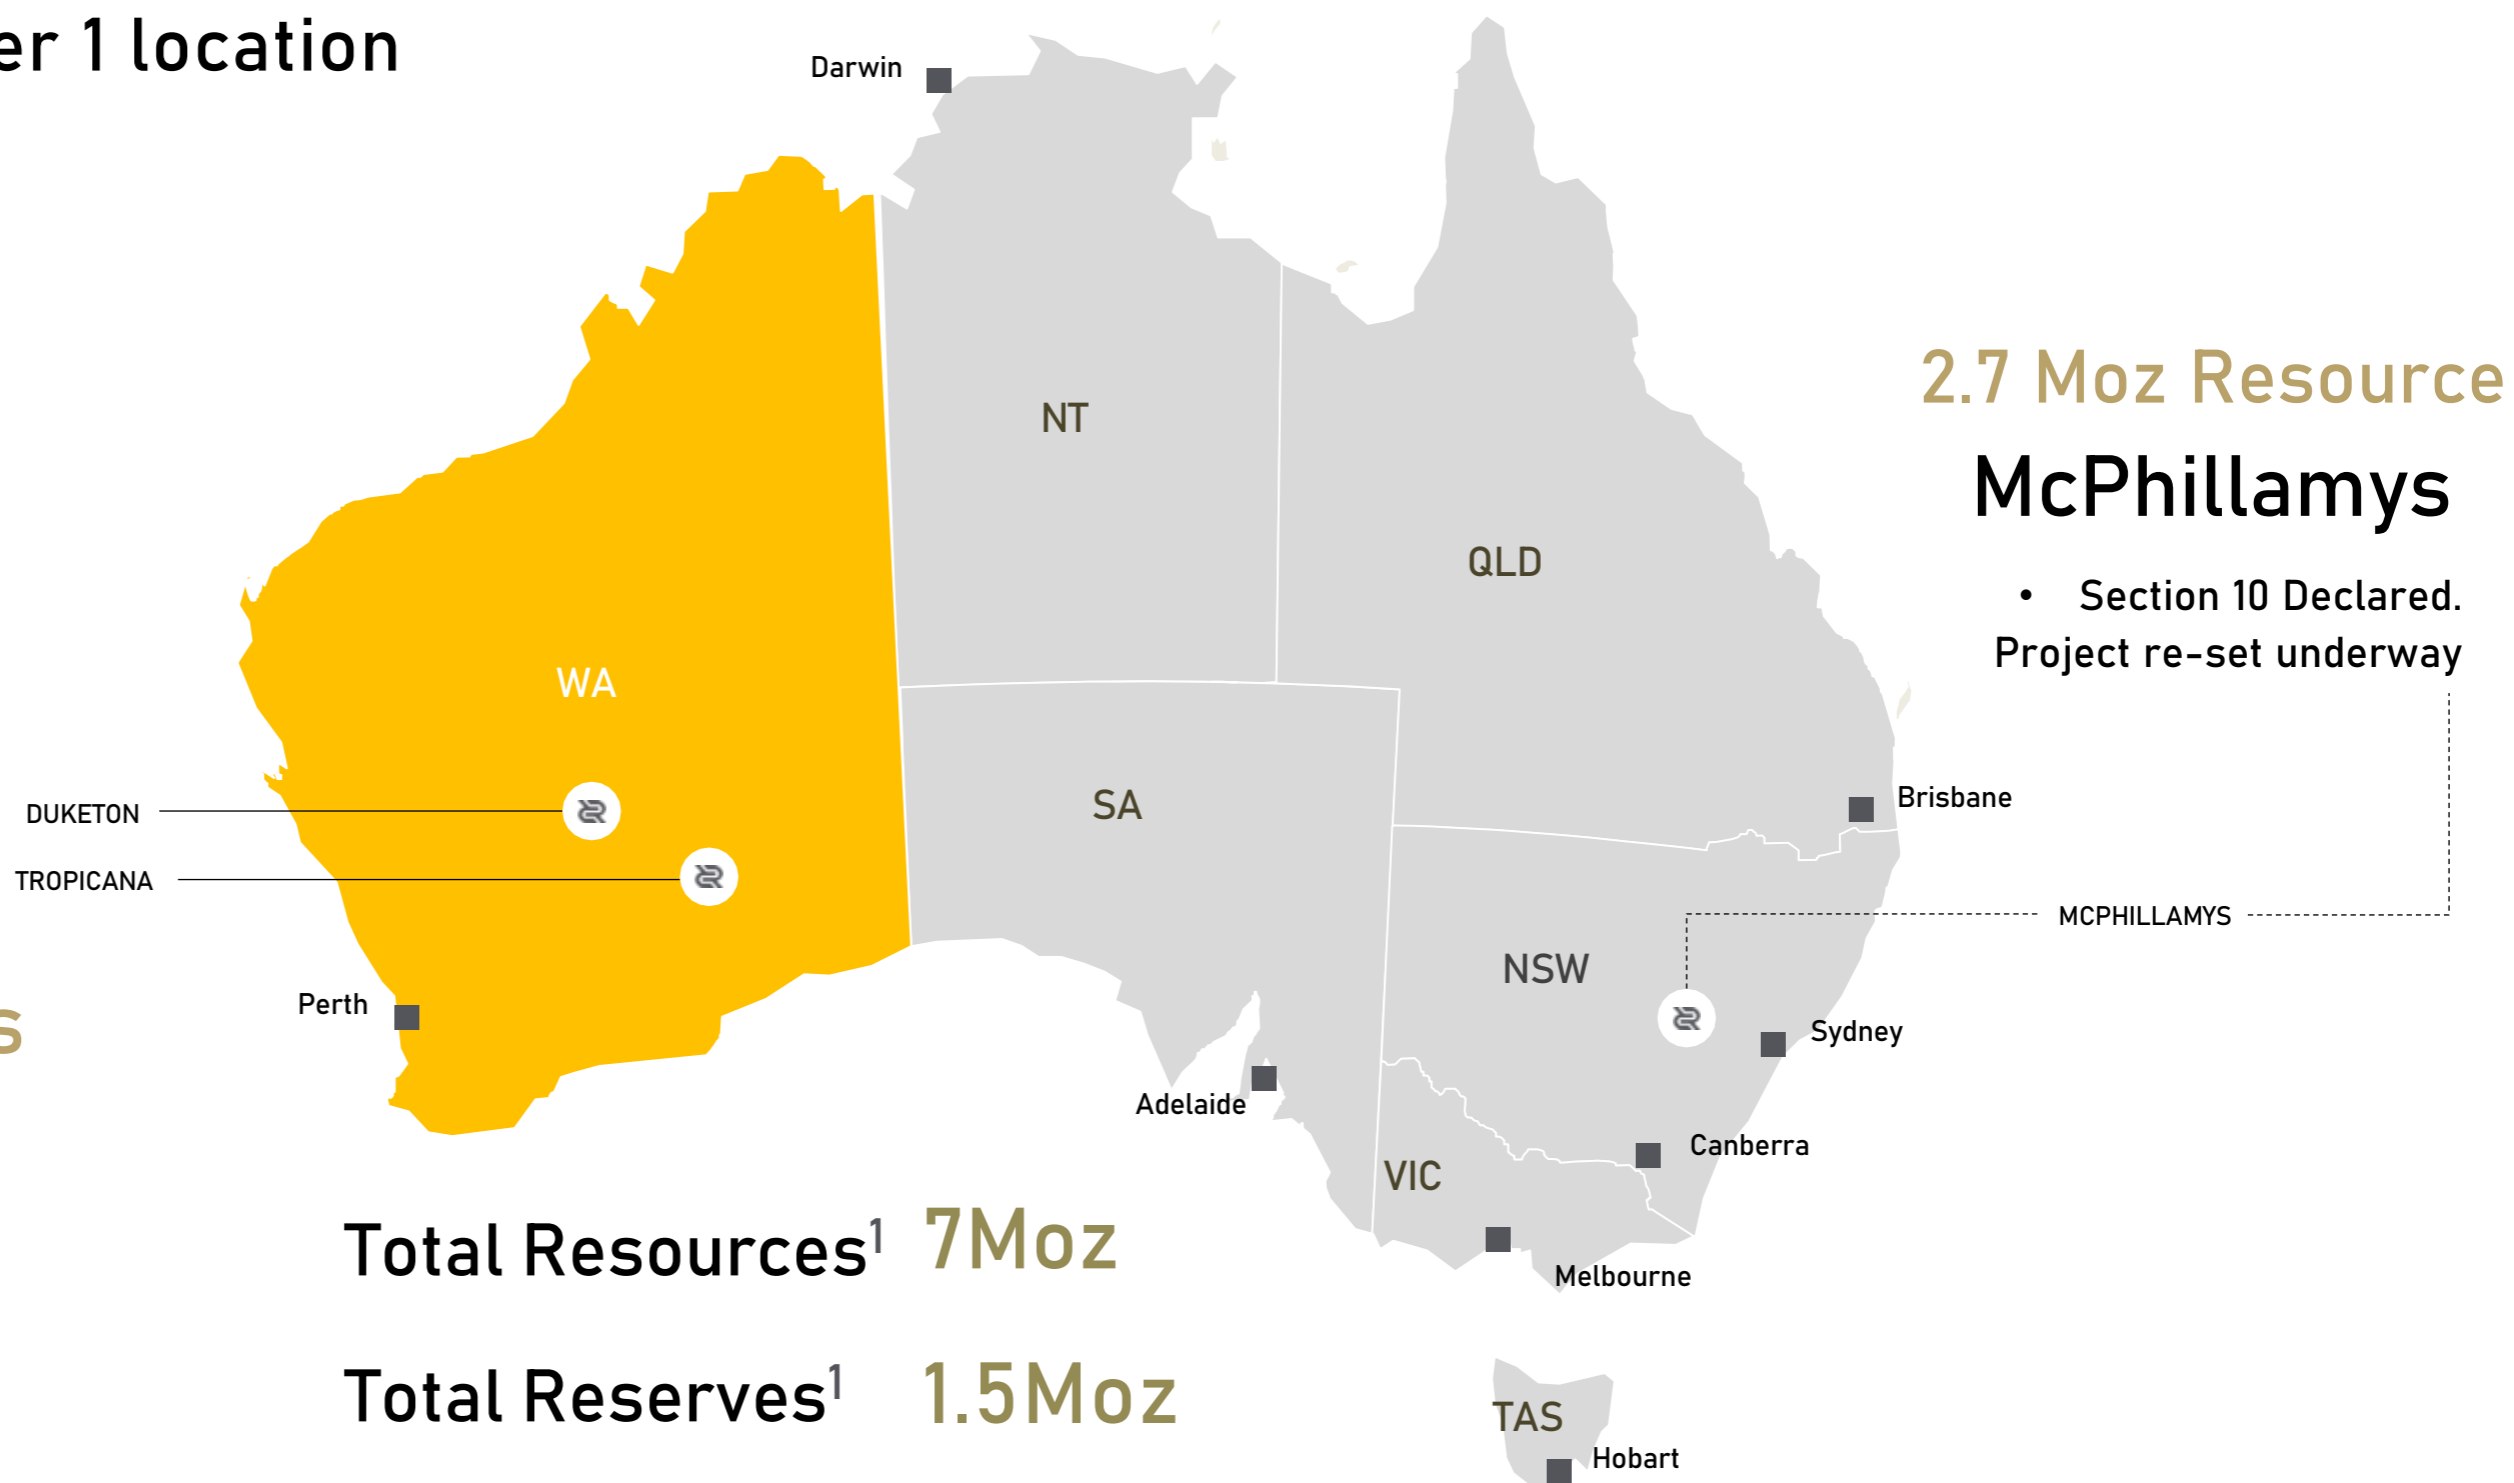 er 1 location
Darwin
2.7 Moz Resource
McPhillamys
• Section 10 Declared.
Project re-set underway
NT
QLD
WA
SA
DUKETON
TROPICANA
Brisbane
MCPHILLAMYS
NSW
Perth
s
Sydney
Adelaide
Canberra
VIC
Melbourne
Total Resources¹ 7Moz
Total Reserves¹ 1.5Moz
TAS
Hobart